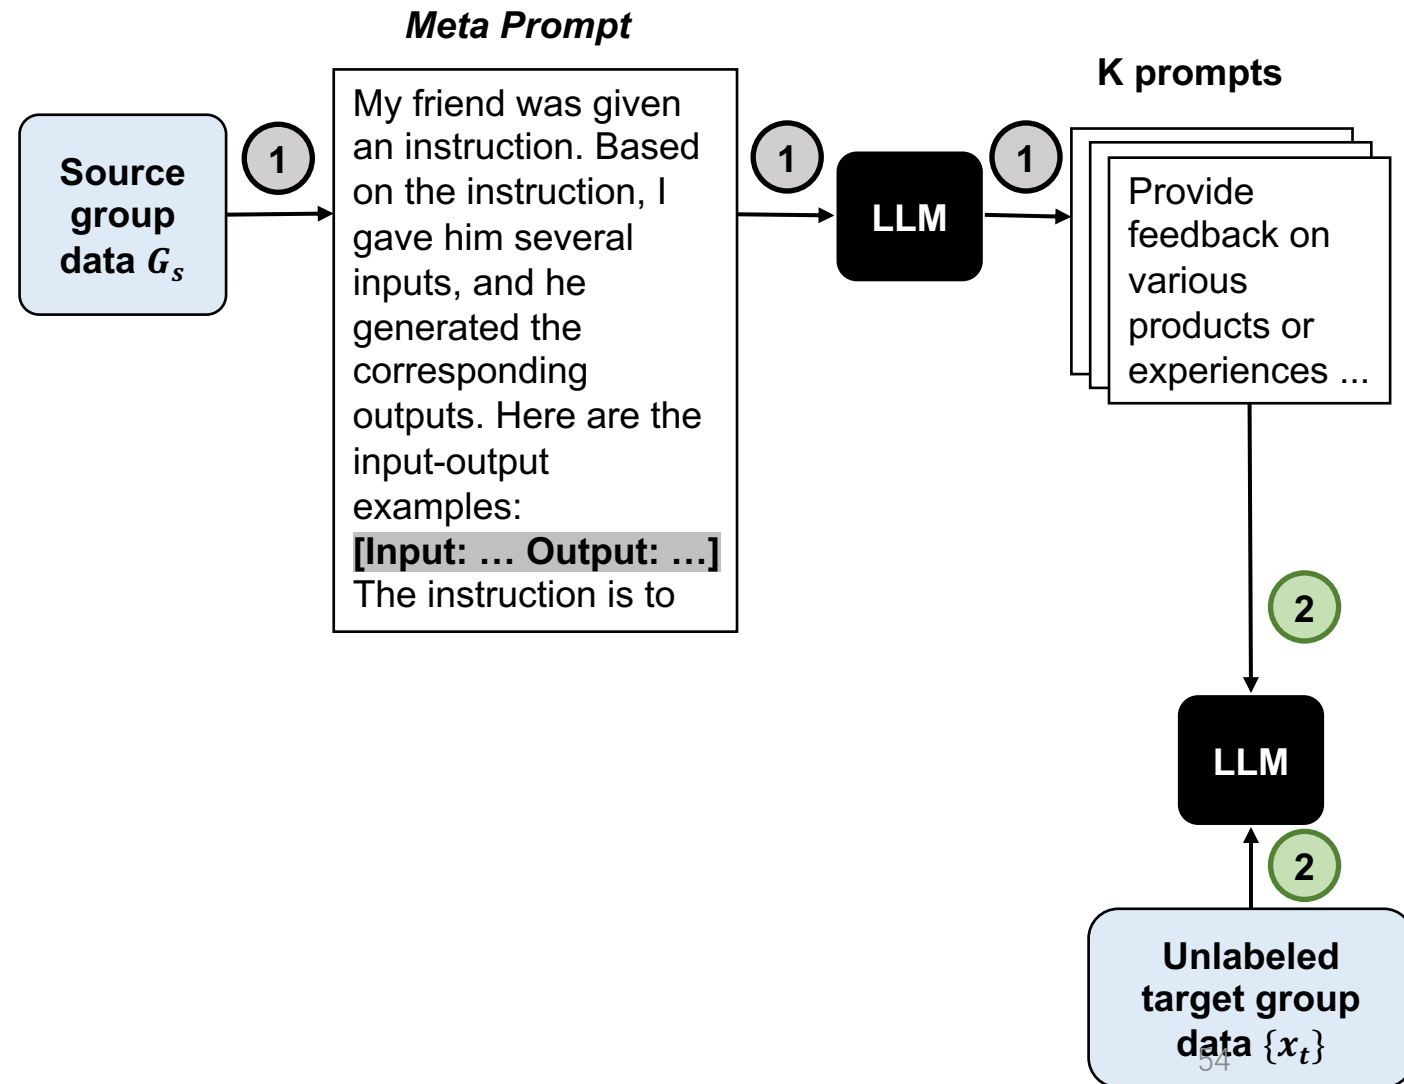 Meta Prompt
Source
group
data Gₛ
1
My friend was given
an instruction. Based
on the instruction, I
gave him several
inputs, and he
generated the
corresponding
outputs. Here are the
input-output
examples:
[Input: … Output: …]
The instruction is to
1
LLM
1
K prompts
Provide
feedback on
various
products or
experiences ...
2
LLM
2
Unlabeled
target group
data {xₜ}
54